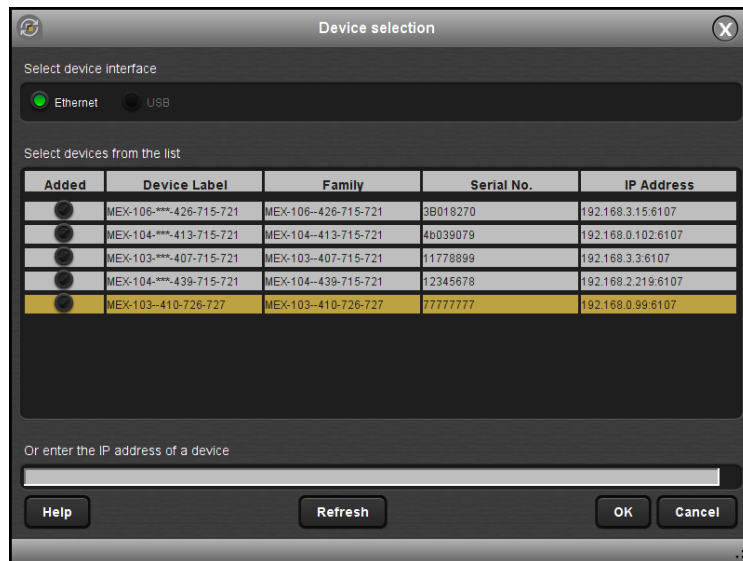 Device selection
X
Select device interface
Ethernet USB
Select devices from the list
Added Device Label Family Serial No. IP Address
MEX-106-***-426-715-721 MEX-106--426-715-721 3B018270 192.168.3.15:6107
MEX-104-***-413-715-721 MEX-104--413-715-721 4b039079 192.168.0.102:6107
MEX-103-***-407-715-721 MEX-103--407-715-721 11778899 192.168.3.3:6107
MEX-104-***-439-715-721 MEX-104--439-715-721 12345678 192.168.2.219:6107
MEX-103--410-726-727 MEX-103--410-726-727 77777777 192.168.0.99:6107
Or enter the IP address of a device
Help Refresh OK Cancel